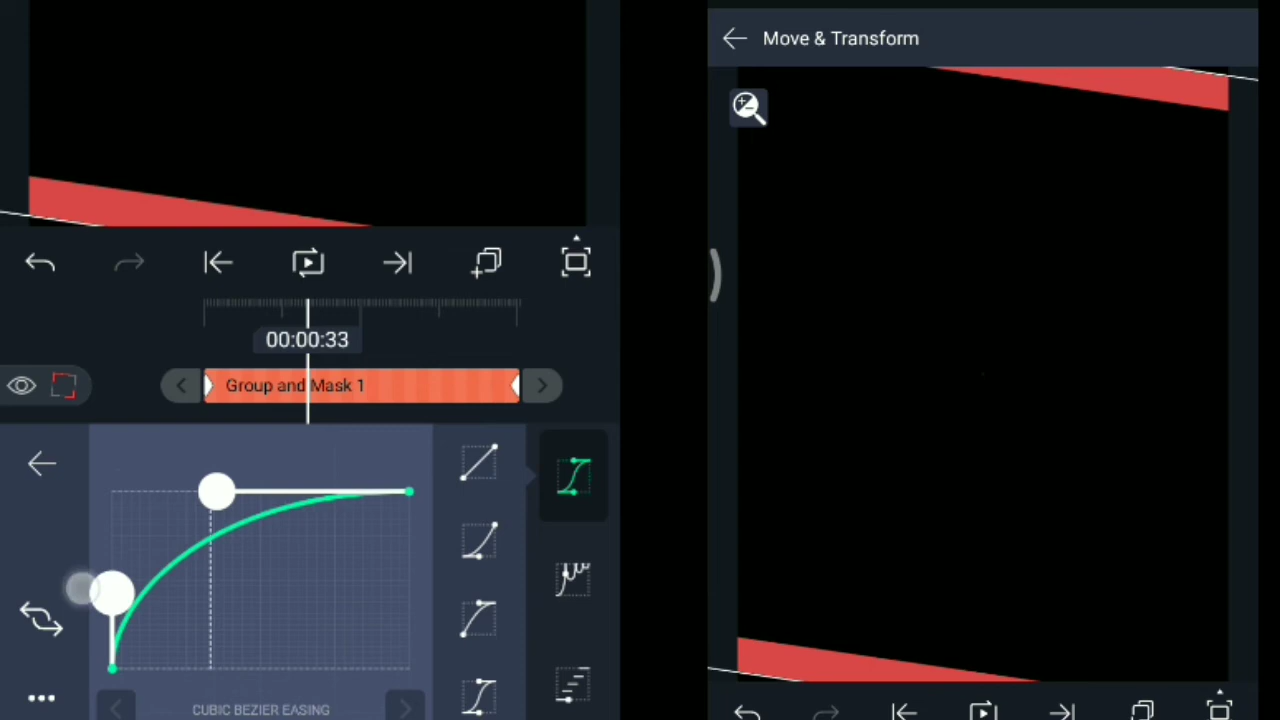 Move & Transform
00:00:33
Group and Mask 1
CUBIC BEZIER EASING